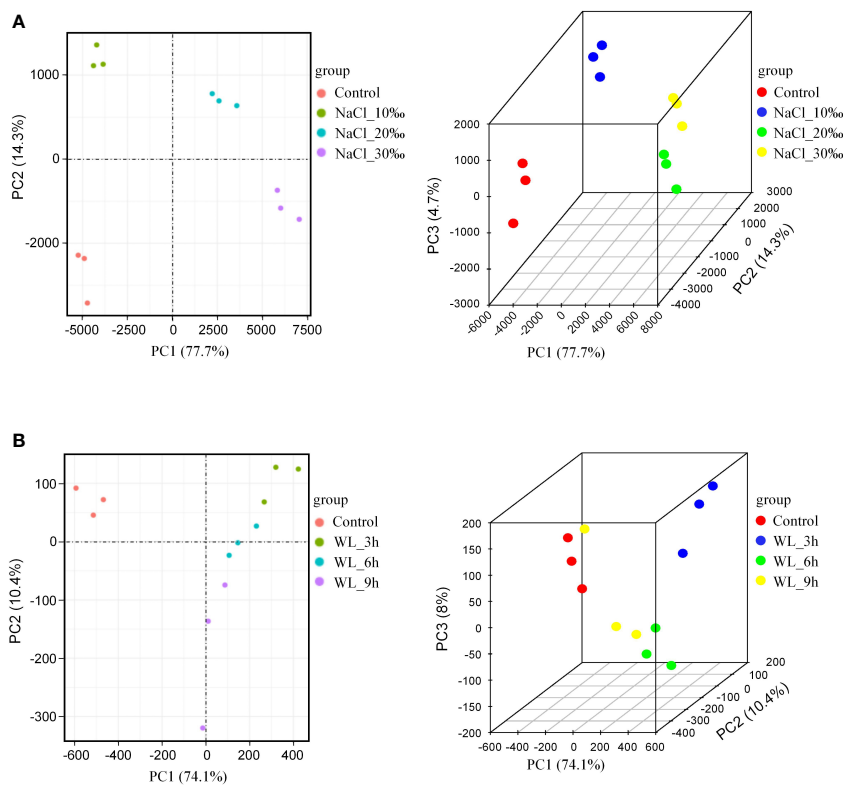 A
1000
0
-2000
PC2 (14.3%)
-5000 -2500 0 2500 5000 7500
PC1 (77.7%)
group
Control
NaCl_10‰
NaCl_20‰
NaCl_30‰
2000
1000
0
-1000
-2000
-3000
PC3 (4.7%)
-6000 -4000 -2000 0 2000 4000 6000 8000
PC1 (77.7%)
3000
2000
1000
0
-1000
-2000
-3000
-4000
PC2 (14.3%)
group
Control
NaCl_10‰
NaCl_20‰
NaCl_30‰
B
100
0
-100
-200
-300
PC2 (10.4%)
-600 -400 -200 0 200 400
PC1 (74.1%)
group
Control
WL_3h
WL_6h
WL_9h
200
150
100
50
0
-50
-100
-150
-200
PC3 (8%)
-600 -400 -200 0 200 400 600
PC1 (74.1%)
200
100
0
-100
-200
-300
-400
PC2 (10.4%)
group
Control
WL_3h
WL_6h
WL_9h